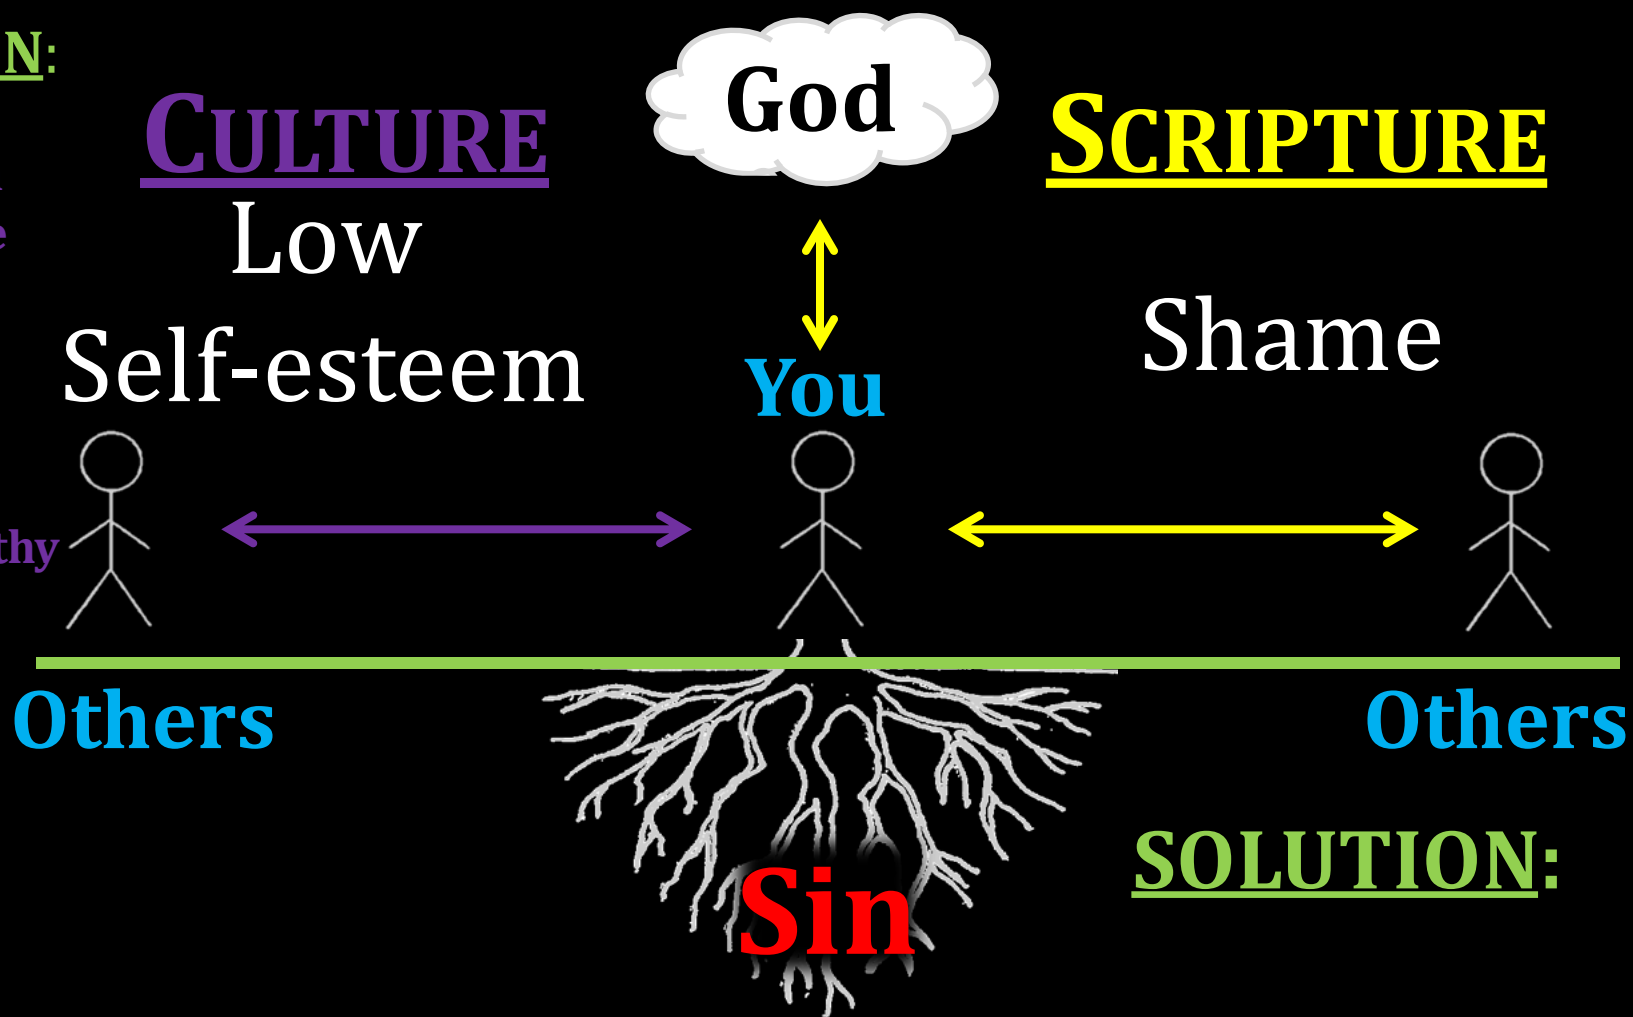 N:
God
CULTURE
SCRIPTURE
Low
Self-esteem
Shame
You
thy
Others
Others
SOLUTION:
Sin